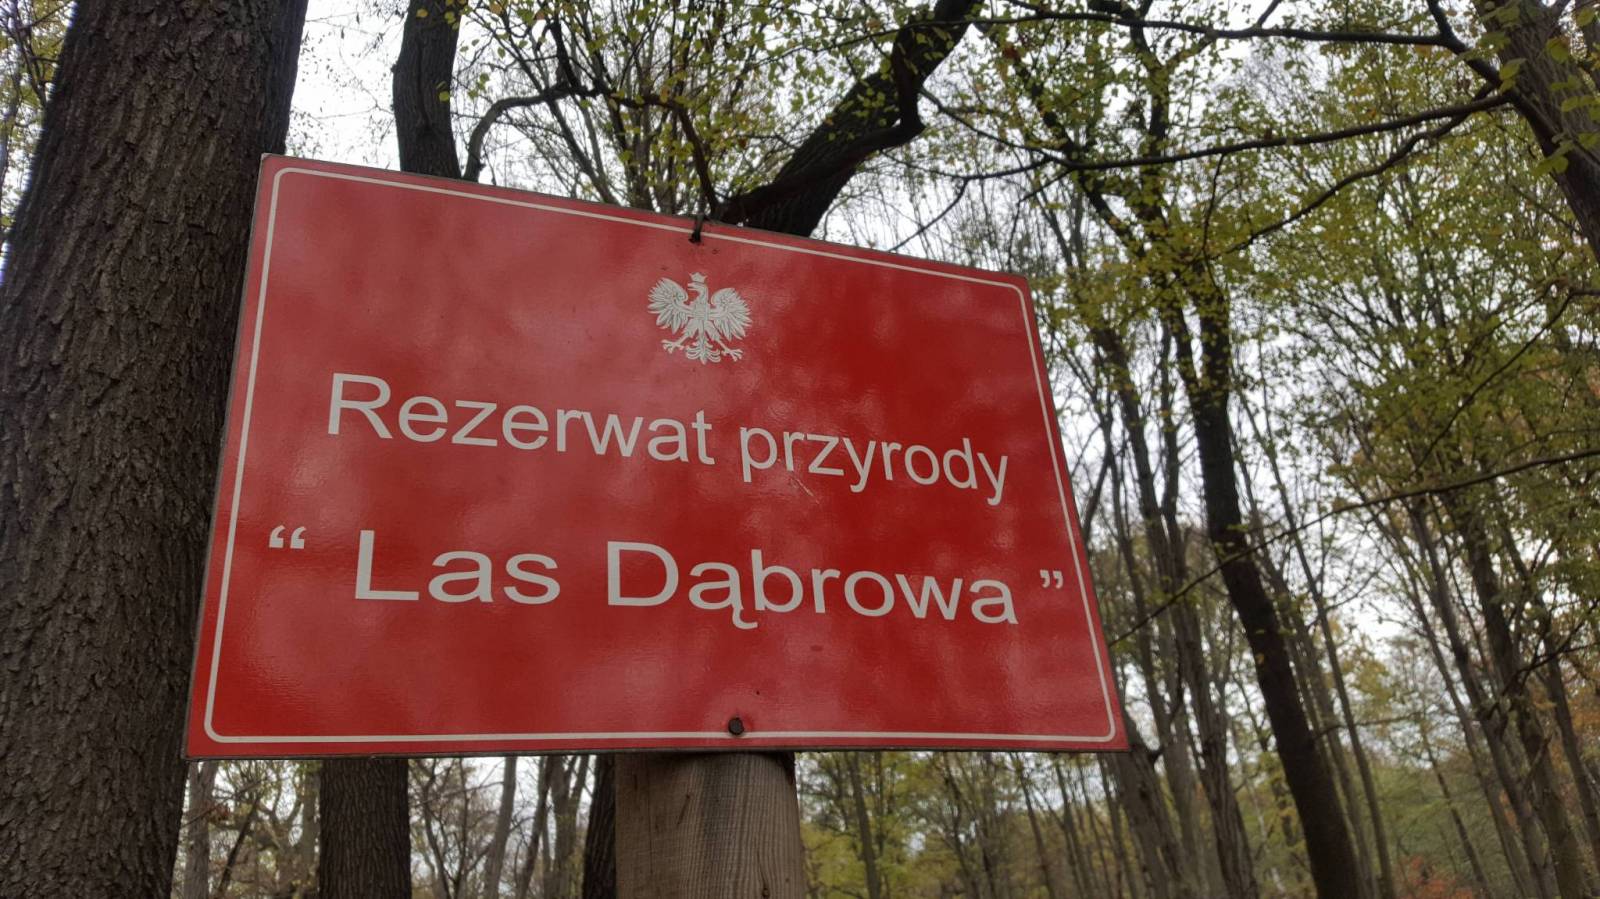 Rezerwat przyrody
“ Las Dąbrowa ”